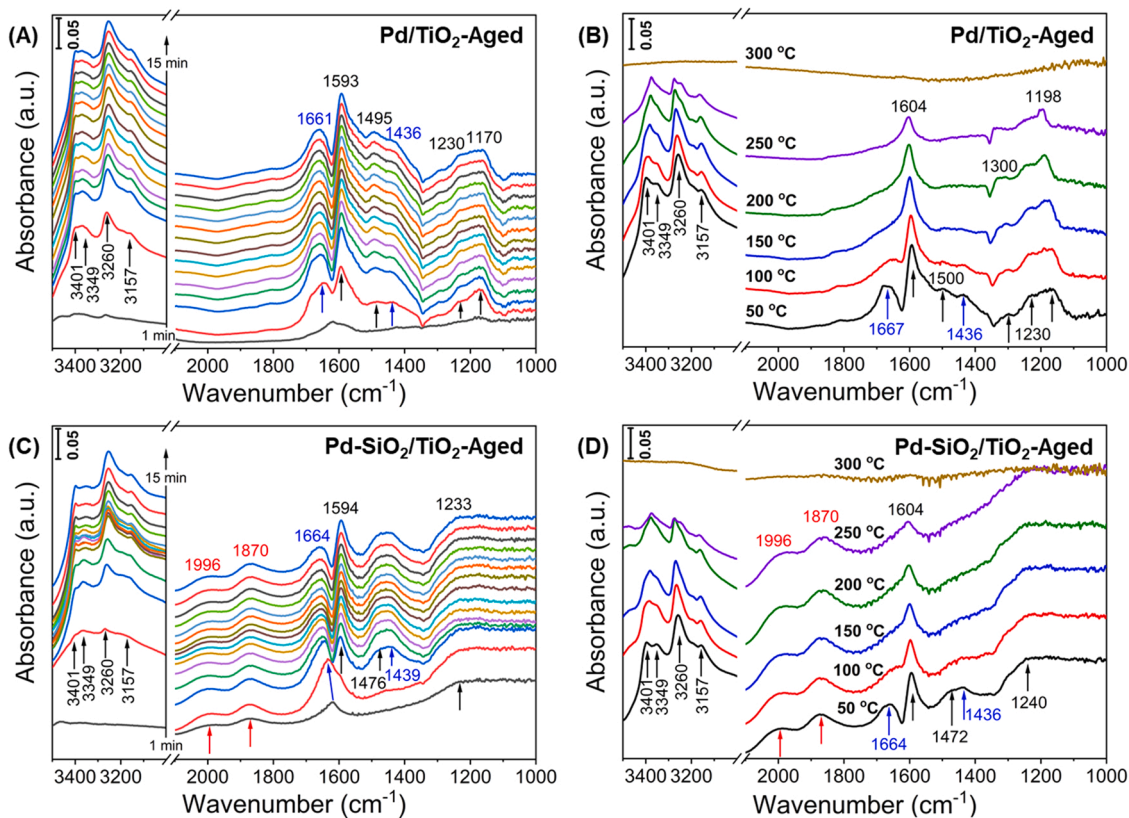 (A)
0.05
Pd/TiO2-Aged
15 min
1 min
3401
3349
3260
3157
1661
1593
1495
1436
1230
1170
Absorbance (a.u.)
3400 3200 2000 1800 1600 1400 1200 1000
Wavenumber (cm-1)
(B)
0.05
Pd/TiO2-Aged
300 °C
250 °C
200 °C
150 °C
100 °C
50 °C
3401
3349
3260
3157
1604
1198
1300
1500
1667
1436
1230
Absorbance (a.u.)
3400 3200 2000 1800 1600 1400 1200 1000
Wavenumber (cm-1)
(C)
0.05
Pd-SiO2/TiO2-Aged
15 min
1 min
3401
3349
3260
3157
1996
1870
1664
1594
1233
1476
1439
Absorbance (a.u.)
3400 3200 2000 1800 1600 1400 1200 1000
Wavenumber (cm-1)
(D)
0.05
Pd-SiO2/TiO2-Aged
300 °C
250 °C
200 °C
150 °C
100 °C
50 °C
3401
3349
3260
3157
1996
1870
1604
1664
1472
1436
1240
Absorbance (a.u.)
3400 3200 2000 1800 1600 1400 1200 1000
Wavenumber (cm-1)